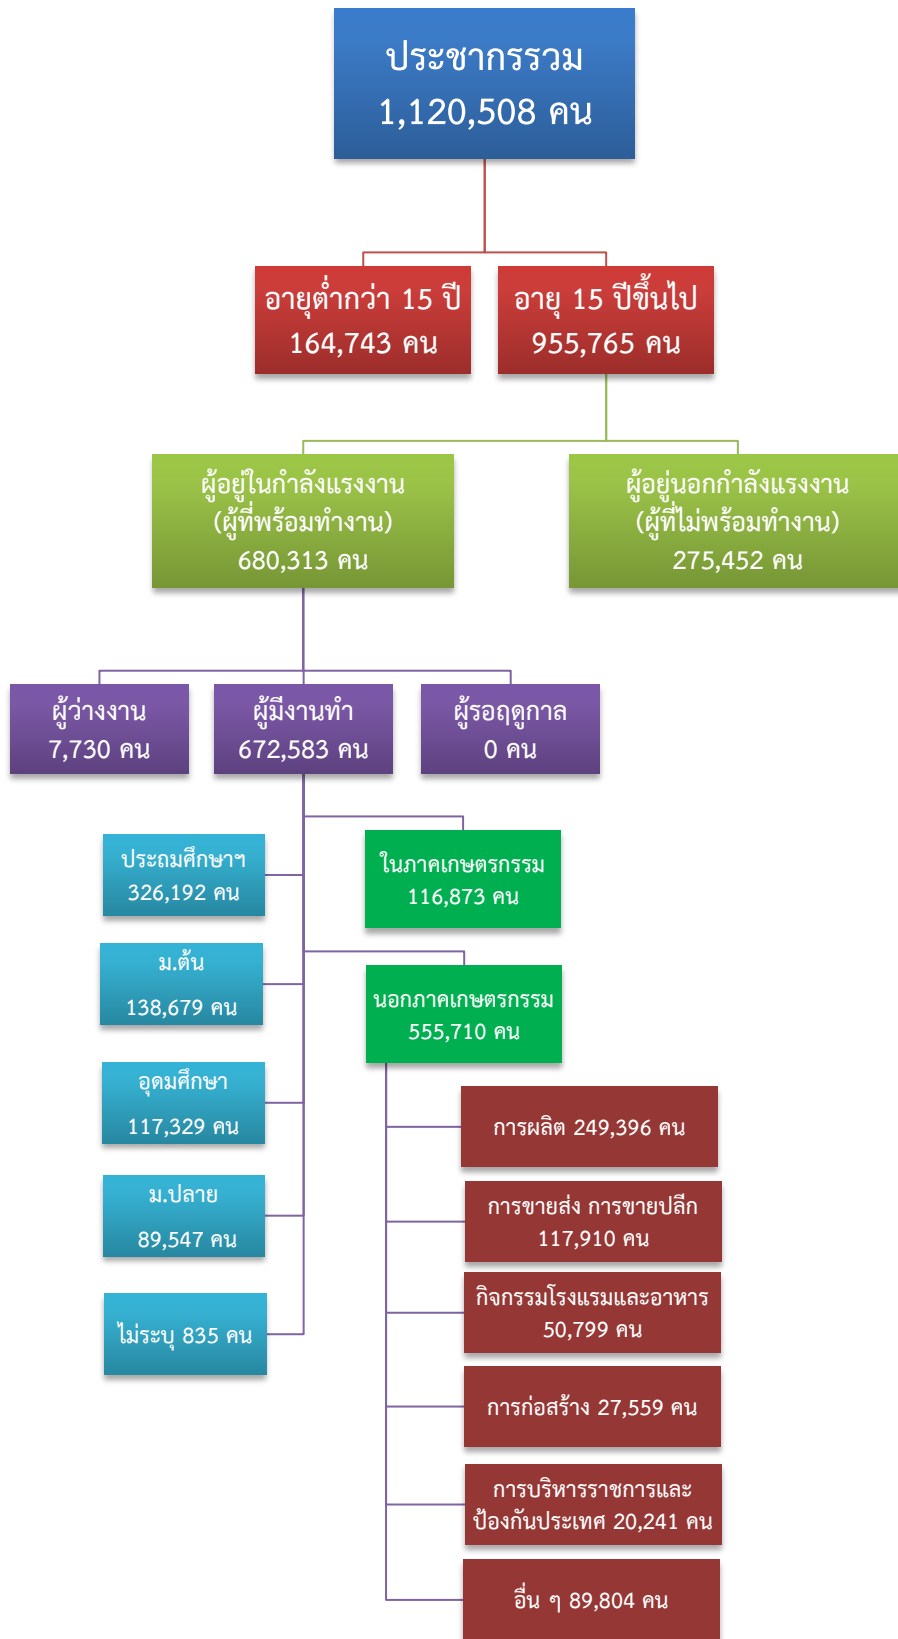 ประชากรรวม
1,120,508 คน
อายุต่ำกว่า 15 ปี
164,743 คน
อายุ 15 ปีขึ้นไป
955,765 คน
ผู้อยู่ในกำลังแรงงาน
(ผู้ที่พร้อมทำงาน)
680,313 คน
ผู้อยู่นอกกำลังแรงงาน
(ผู้ที่ไม่พร้อมทำงาน)
275,452 คน
ผู้ว่างงาน
7,730 คน
ผู้มีงานทำ
672,583 คน
ผู้รอฤดูกาล
0 คน
ประถมศึกษาฯ
326,192 คน
ม.ต้น
138,679 คน
อุดมศึกษา
117,329 คน
ม.ปลาย
89,547 คน
ไม่ระบุ 835 คน
ในภาคเกษตรกรรม
116,873 คน
นอกภาคเกษตรกรรม
555,710 คน
การผลิต 249,396 คน
การขายส่ง การขายปลีก
117,910 คน
กิจกรรมโรงแรมและอาหาร
50,799 คน
การก่อสร้าง 27,559 คน
การบริหารราชการและ
ป้องกันประเทศ 20,241 คน
อื่น ๆ 89,804 คน